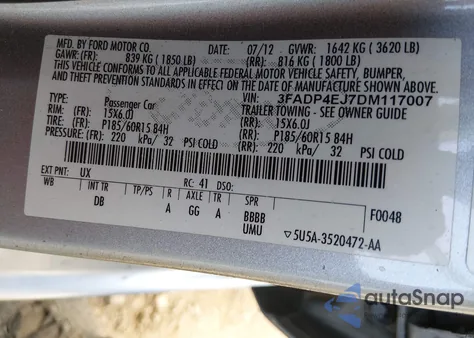 MFD. BY FORD MOTOR CO.
DATE: 07/12 GVWR: 1642 KG ( 3620 LB)
GAWR: (FR): 839 KG ( 1850 LB) (RR): 816 KG ( 1800 LB)
THIS VEHICLE CONFORMS TO ALL APPLICABLE FEDERAL MOTOR VEHICLE SAFETY, BUMPER,
AND THEFT PREVENTION STANDARDS IN EFFECT ON THE DATE OF MANUFACTURE SHOWN ABOVE.
VIN: 3FADP4EJ7DM117007
TYPE: Passenger Car TRAILER TOWING - SEE OWNER GUIDE
RIM: (FR): 15X6.0J (RR): 15X6.0J
TIRE: (FR): P185/60R15 84H (RR): P185/60R15 84H
PSI COLD (FR): 220 kPa/ 32 PSI COLD (RR): 220 kPa/ 32 PSI COLD
EXT PNT: UX RC: 41 DSO:
WB INT TR TP/PS R AXLE TR SPR
DB A GG A BBBB F0048
UMU ▽5U5A-3520472-AA
autoSnap